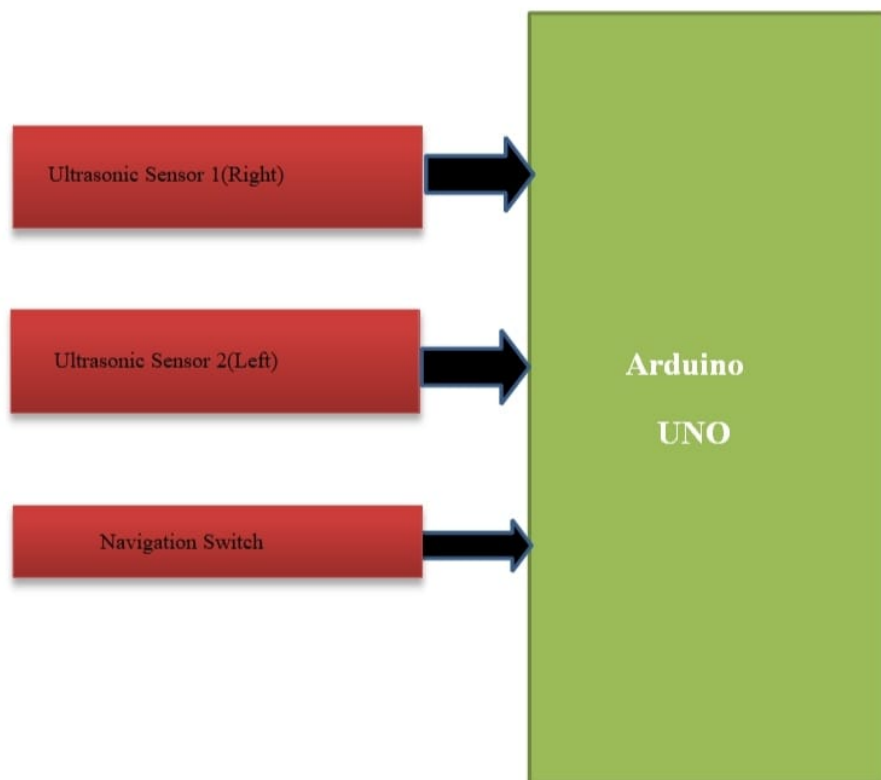 Ultrasonic Sensor 1(Right)
Ultrasonic Sensor 2(Left)
Navigation Switch
Arduino
UNO